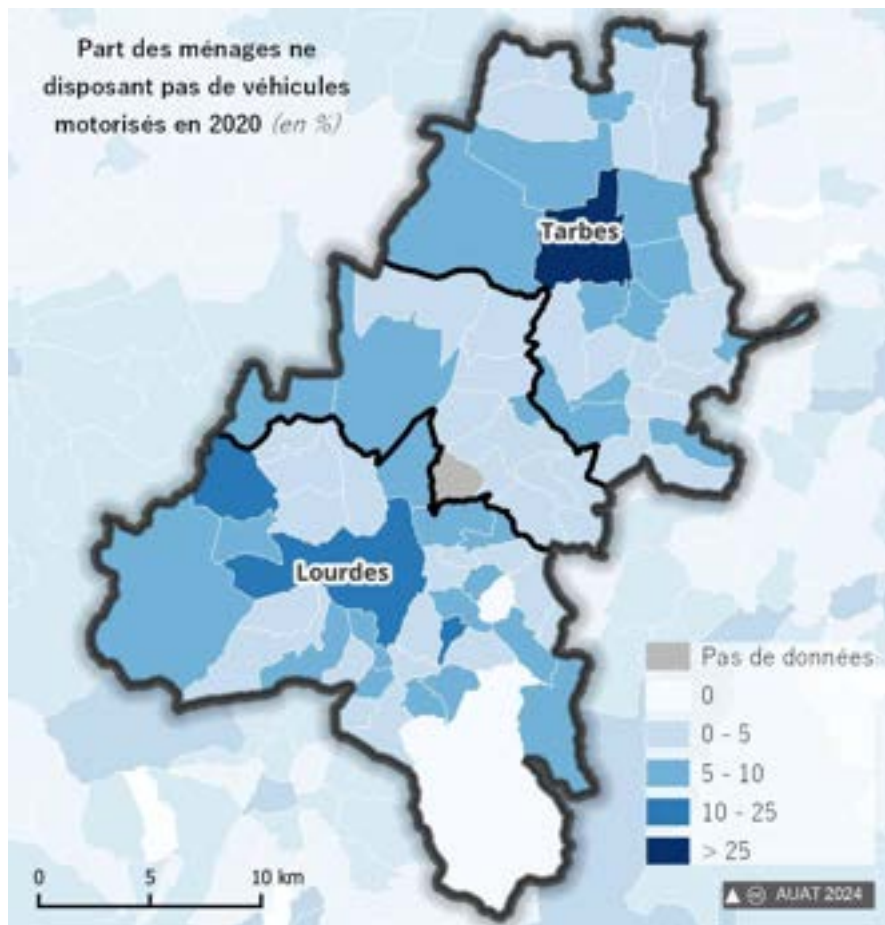 Part des ménages ne
disposant pas de véhicules
motorisés en 2020 (en %)
Tarbes
Lourdes
Pas de données
0
0 - 5
5 - 10
10 - 25
> 25
0 5 10 km
AUAT 2024